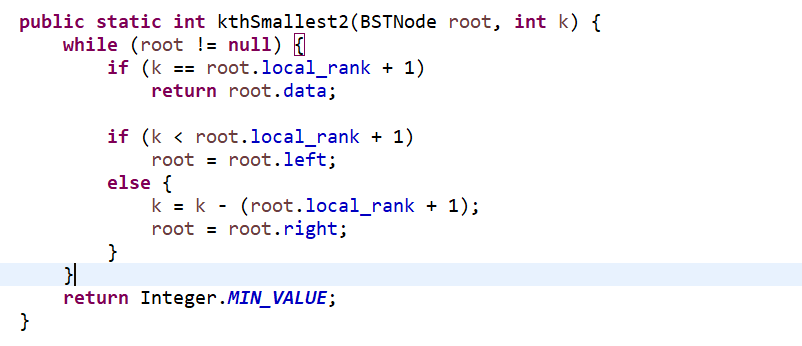 public static int kthSmallest2(BSTNode root, int k) {
    while (root != null) {
        if (k == root.local_rank + 1)
            return root.data;

        if (k < root.local_rank + 1)
            root = root.left;
        else {
            k = k - (root.local_rank + 1);
            root = root.right;
        }
    }
    return Integer.MIN_VALUE;
}